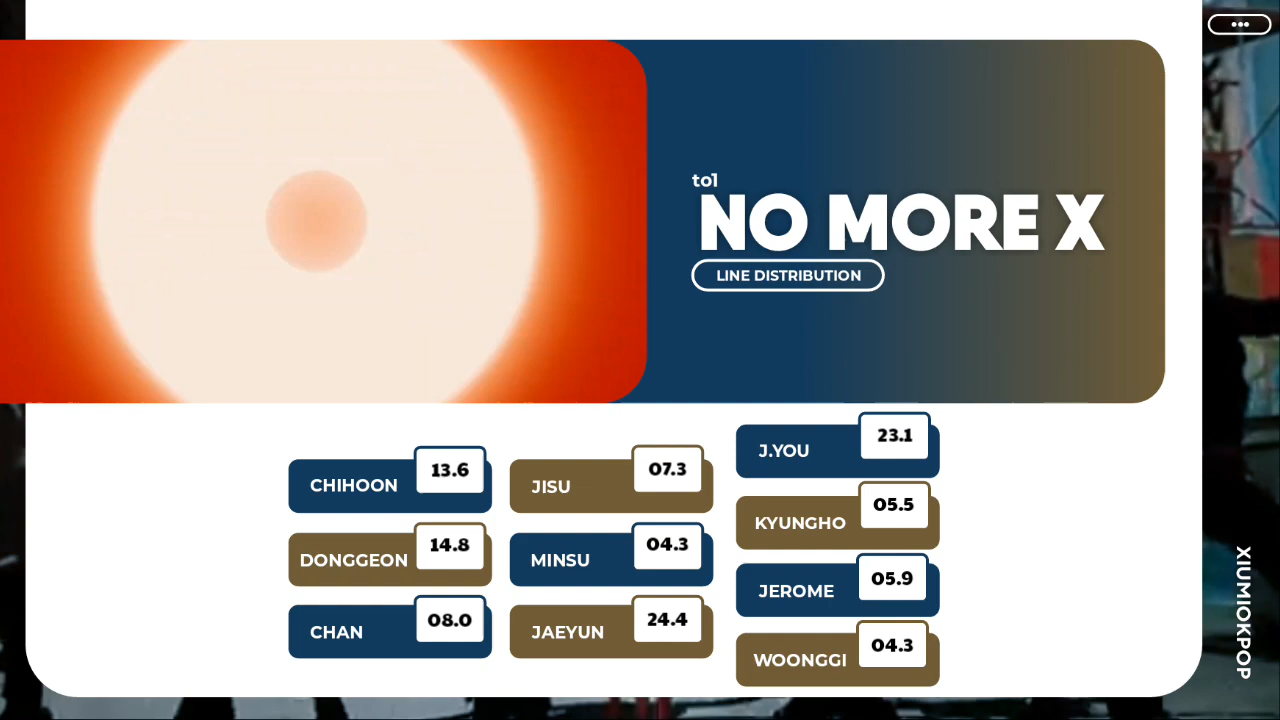 •••
to1
NO MORE X
LINE DISTRIBUTION
CHIHOON 13.6
DONGGEON 14.8
CHAN 08.0
JISU 07.3
MINSU 04.3
JAEYUN 24.4
J.YOU 23.1
KYUNGHO 05.5
JEROME 05.9
WOONGGI 04.3
XIUMIOKPOP